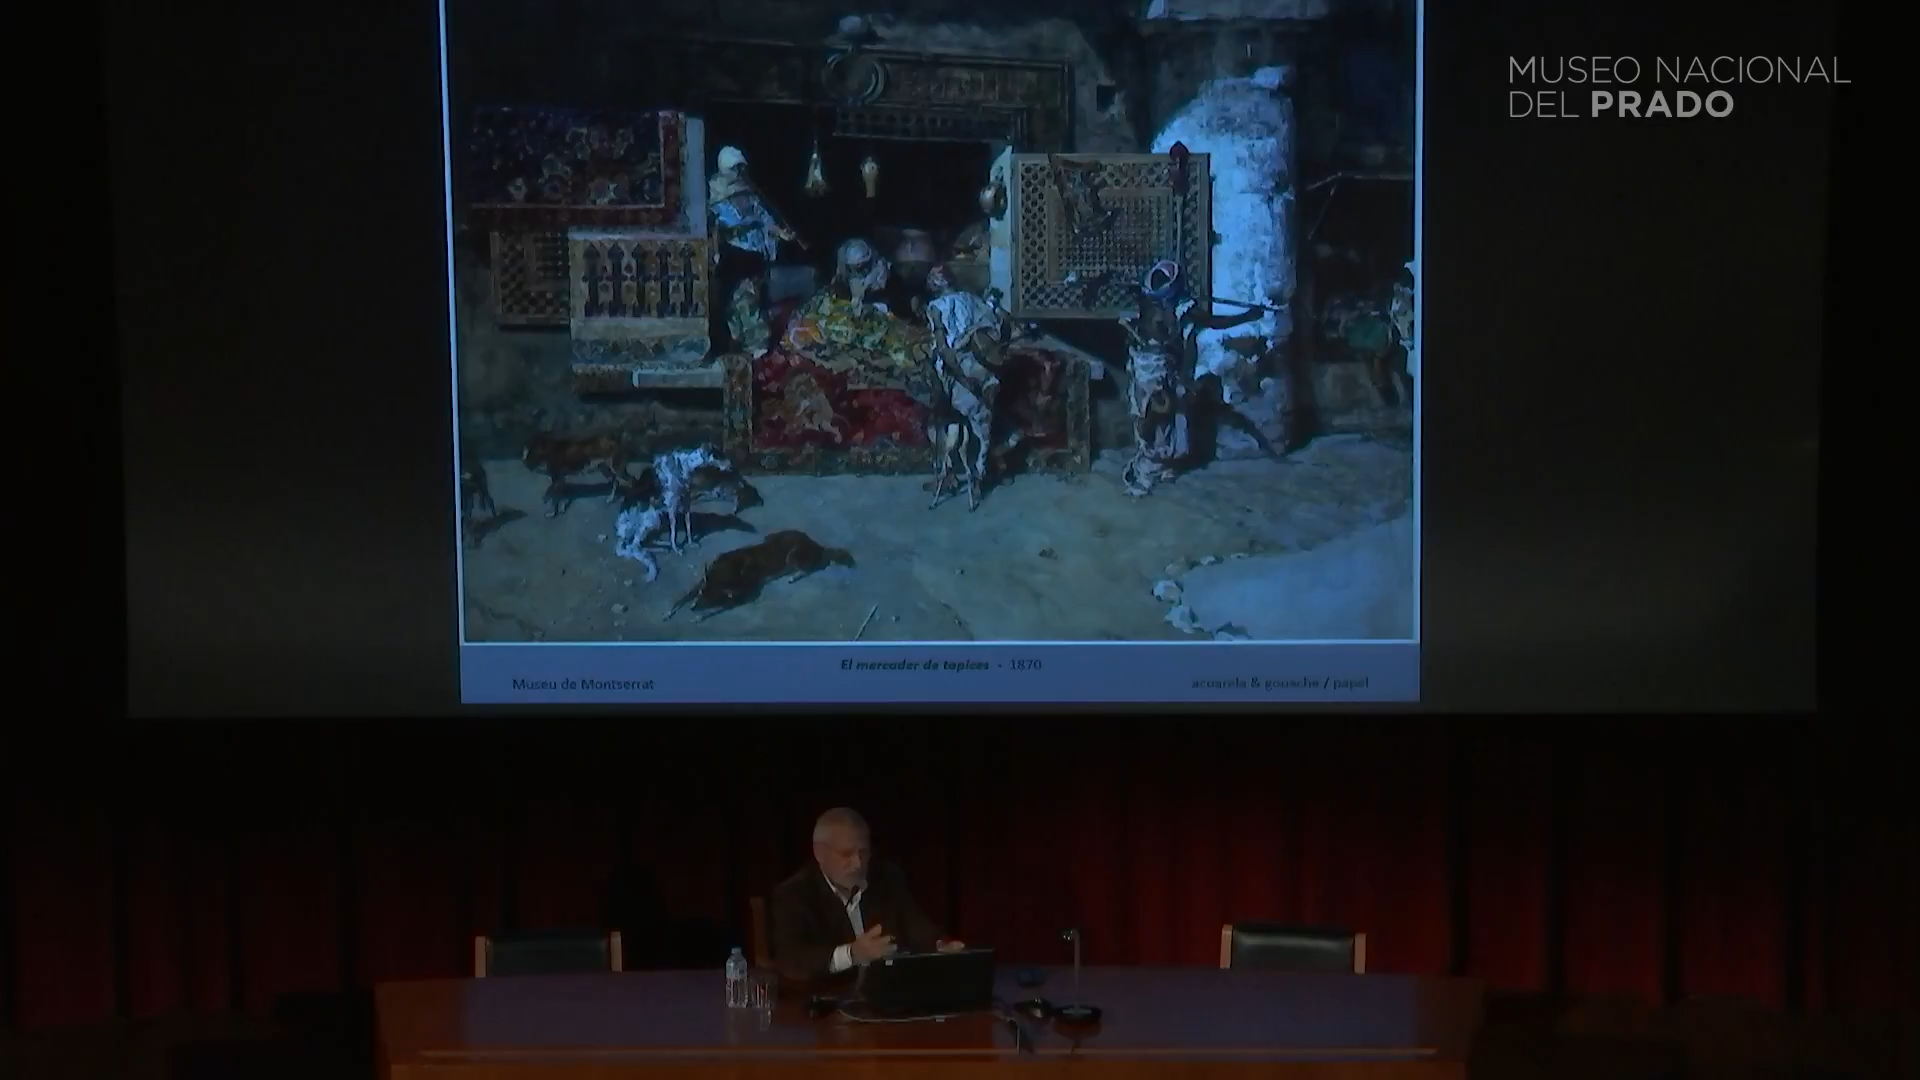 MUSEO NACIONAL
DEL PRADO
El mercader de tapices - 1870
Museu de Montserrat
acuarela & gouache / papel